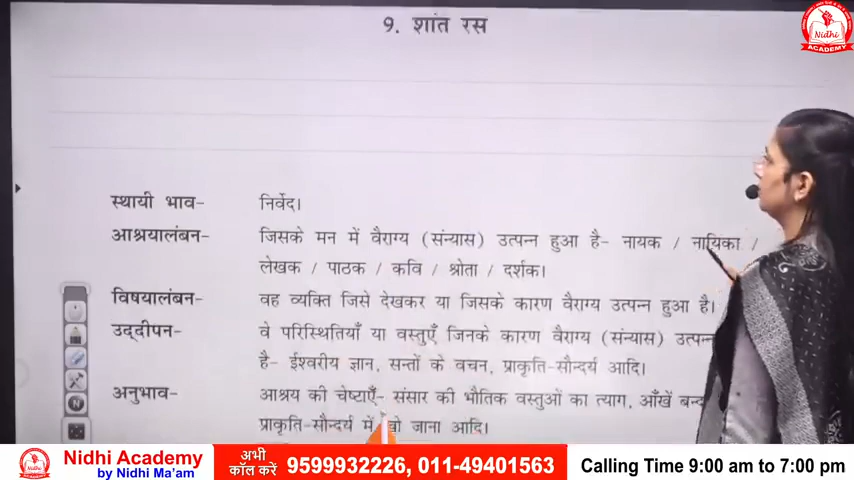 9. शांत रस
Nidhi
ACADEMY
स्थायी भाव- निर्वेद।
आश्रयालंबन- जिसके मन में वैराग्य (संन्यास) उत्पन्न हुआ है- नायक / नायिका /
लेखक / पाठक / कवि / श्रोता / दर्शक।
विषयालंबन- वह व्यक्ति जिसे देखकर या जिसके कारण वैराग्य उत्पन्न हुआ है।
उद्‌दीपन- वे परिस्थितियाँ या वस्तुएँ जिनके कारण वैराग्य (संन्यास) उत्पन्न
है- ईश्वरीय ज्ञान, सन्तों के वचन, प्राकृति-सौन्दर्य आदि।
अनुभाव- आश्रय की चेष्टाएँ- संसार की भौतिक वस्तुओं का त्याग, आँखें बन्द
प्राकृति-सौन्दर्य में खो जाना आदि।
Nidhi Academy
by Nidhi Ma'am
अभी
कॉल करें
9599932226, 011-49401563
Calling Time 9:00 am to 7:00 pm